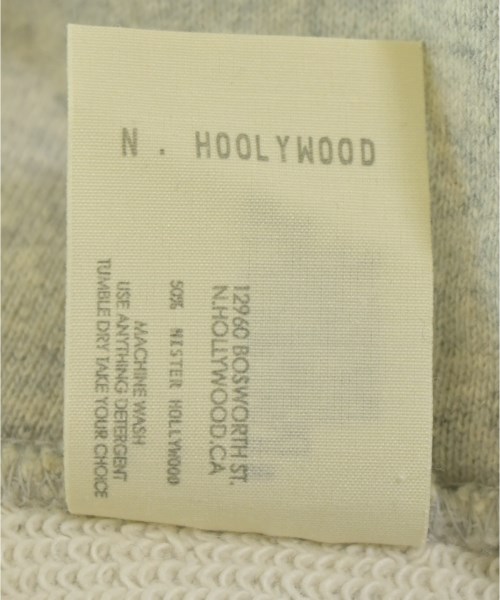 N. HOOLYWOOD
12960 BOSWORTH ST.
N.HOLLYWOOD.CA
50% MISTER HOLLYWOOD
MACHINE WASH
USE ANYTHING DETERGENT
TUMBLE DRY TAKE YOUR CHOICE